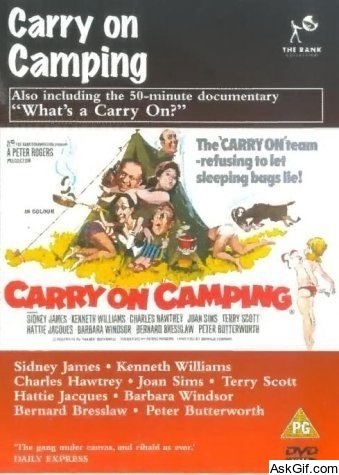 Carry on
Camping
THE RANK
COLLECTION
Also including the 50-minute documentary
"What's a Carry On?"
A PETER ROGERS
PRODUCTION
The 'CARRY ON' team
-refusing to let
sleeping bags lie!
IN COLOUR
CARRY ON CAMPING
SIDNEY JAMES KENNETH WILLIAMS CHARLES HAWTREY JOAN SIMS TERRY SCOTT
HATTIE JACQUES BARBARA WINDSOR BERNARD BRESSLAW PETER BUTTERWORTH
Sidney James • Kenneth Williams
Charles Hawtrey • Joan Sims • Terry Scott
Hattie Jacques • Barbara Windsor
Bernard Bresslaw • Peter Butterworth
"The gang under canvas, and ribald as ever."
DAILY EXPRESS
PG
DVD
VIDEO
AskGif.com